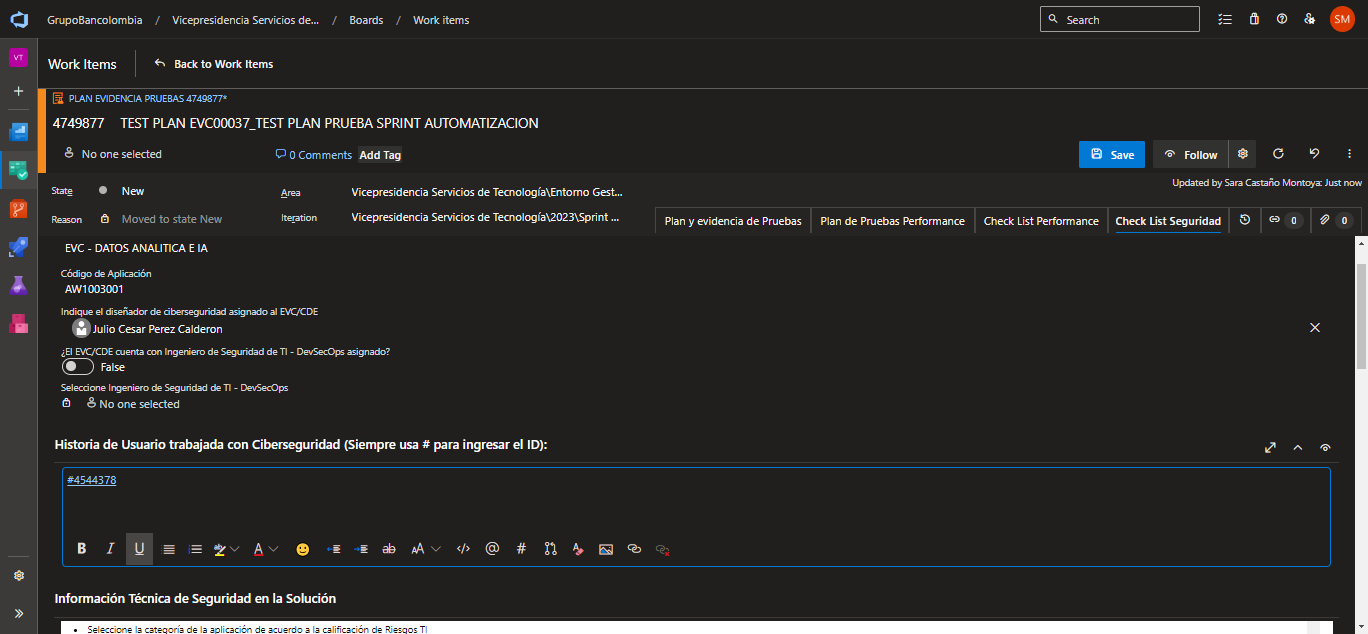 GrupoBancolombia / Vicepresidencia Servicios de... / Boards / Work items
Search
SM
VT
Work Items
Back to Work Items
PLAN EVIDENCIA PRUEBAS 4749877*
4749877 TEST PLAN EVC00037_TEST PLAN PRUEBA SPRINT AUTOMATIZACION
No one selected
0 Comments
Add Tag
Save
Follow
Updated by Sara Castaño Montoya: Just now
State New
Area Vicepresidencia Servicios de Tecnología\Entorno Gest...
Reason Moved to state New
Iteration Vicepresidencia Servicios de Tecnología\2023\Sprint ...
Plan y evidencia de Pruebas
Plan de Pruebas Performance
Check List Performance
Check List Seguridad
0
0
EVC - DATOS ANALITICA E IA
Código de Aplicación
AW1003001
Indique el diseñador de ciberseguridad asignado al EVC/CDE
Julio Cesar Perez Calderon
¿El EVC/CDE cuenta con Ingeniero de Seguridad de TI - DevSecOps asignado?
False
Seleccione Ingeniero de Seguridad de TI - DevSecOps
No one selected
Historia de Usuario trabajada con Ciberseguridad (Siempre usa # para ingresar el ID):
#4544378
B I U ab AA </> @ #
Información Técnica de Seguridad en la Solución
• Seleccione la categoría de la aplicación de acuerdo a la calificación de Riesgos TI